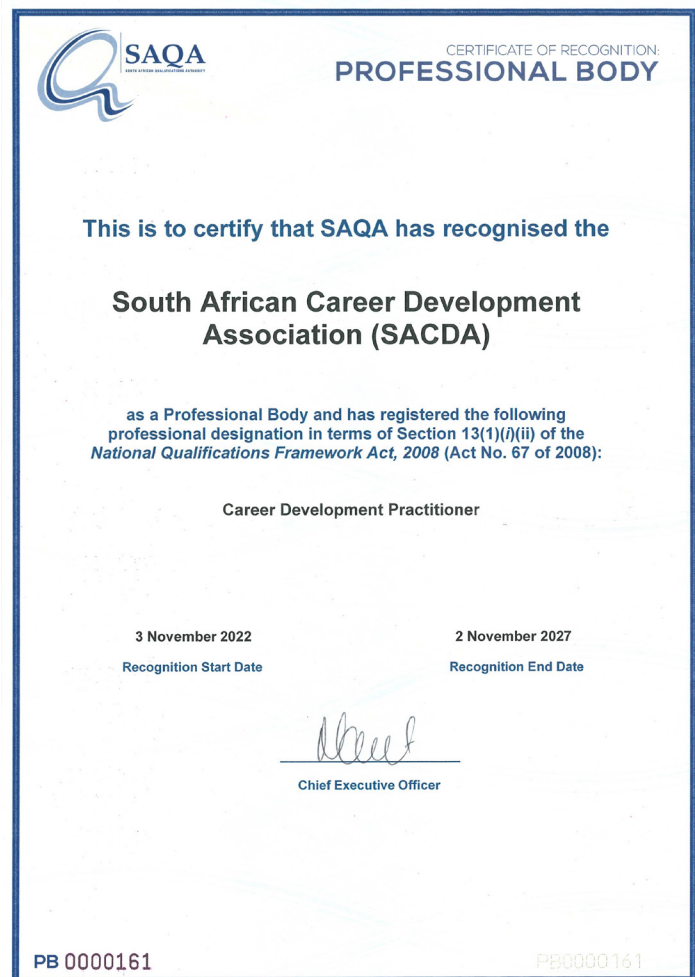 SAQA
SOUTH AFRICAN QUALIFICATIONS AUTHORITY
CERTIFICATE OF RECOGNITION:
PROFESSIONAL BODY
This is to certify that SAQA has recognised the
South African Career Development
Association (SACDA)
as a Professional Body and has registered the following
professional designation in terms of Section 13(1)(i)(ii) of the
National Qualifications Framework Act, 2008 (Act No. 67 of 2008):
Career Development Practitioner
3 November 2022
2 November 2027
Recognition Start Date
Recognition End Date
Chief Executive Officer
PB 0000161
PB0000161